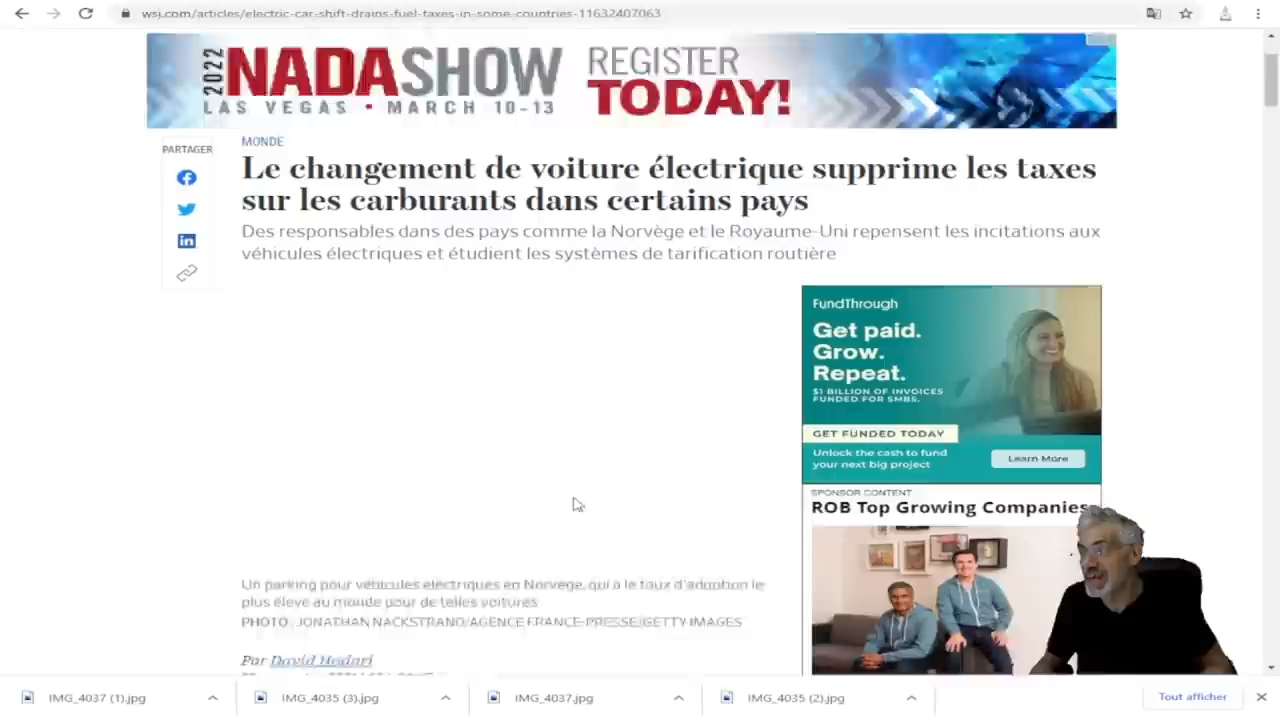 wsj.com/articles/electric-car-shift-drains-fuel-taxes-in-some-countries-11632407063
2022 NADASHOW
LAS VEGAS • MARCH 10-13
REGISTER
TODAY!
PARTAGER
MONDE
Le changement de voiture électrique supprime les taxes
sur les carburants dans certains pays
Des responsables dans des pays comme la Norvège et le Royaume-Uni repensent les incitations aux
véhicules électriques et étudient les systèmes de tarification routière
FundThrough
Get paid.
Grow.
Repeat.
$1 BILLION OF INVOICES
FUNDED FOR SMBS.
GET FUNDED TODAY
Unlock the cash to fund
your next big project
Learn More
SPONSOR CONTENT
ROB Top Growing Companies
Un parking pour véhicules électriques en Norvège, qui a le taux d'adoption le
plus élevé au monde pour de telles voitures
PHOTO : JONATHAN NACKSTRAND/AGENCE FRANCE-PRESSE/GETTY IMAGES
Par David Hodari
IMG_4037 (1).jpg
IMG_4035 (3).jpg
IMG_4037.jpg
IMG_4035 (2).jpg
Tout afficher